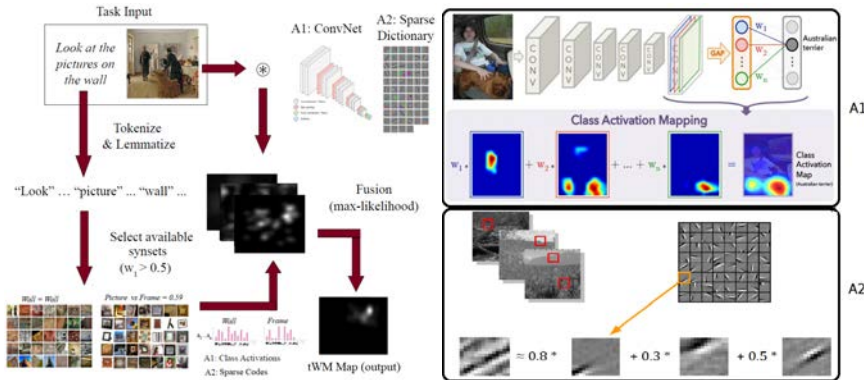 Task Input
Look at the
pictures on
the wall
A1: ConvNet
A2: Sparse
Dictionary
Tokenize
& Lemmatize
"Look" ... "picture" ... "wall" ...
Select available
synsets
(w₁ > 0.5)
Fusion
(max-likelihood)
Wall = Wall
Picture vs Frame = 0.59
Wall
Frame
A1: Class Activations
A2: Sparse Codes
tWM Map (output)
CONV
CONV
CONV
CONV
CONV
GAP
W₁
W₂
Wₙ
Australian
terrier
A1
Class Activation Mapping
W₁ *
+ W₂ *
+ ... + Wₙ *
=
Class
Activation
Map
(Australian terrier)
A2
≈ 0.8 *
+ 0.3 *
+ 0.5 *